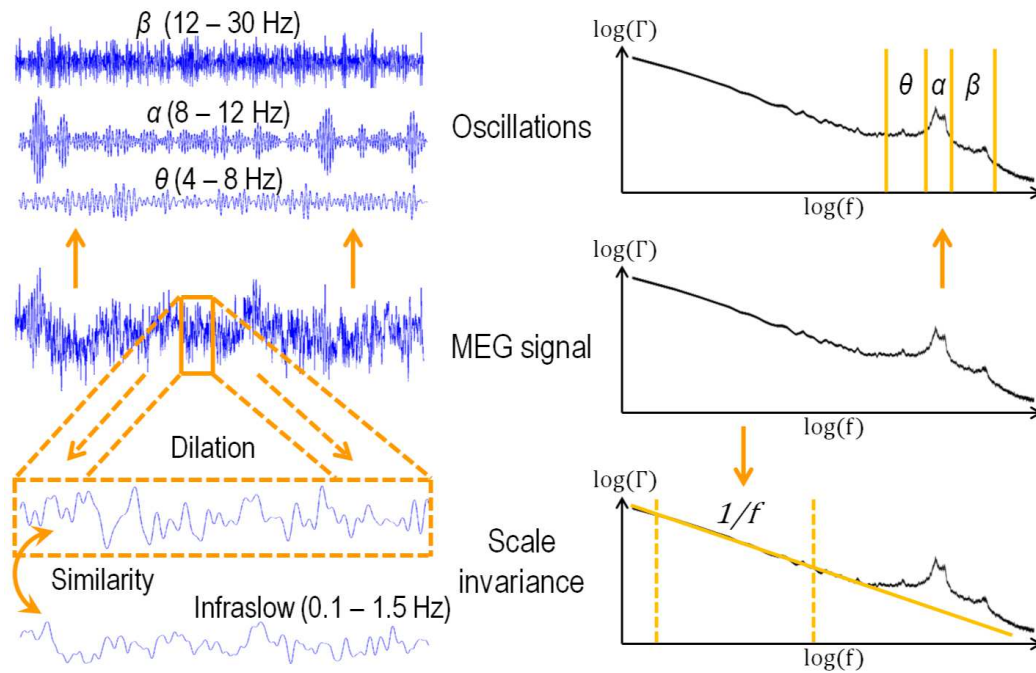 β (12 – 30 Hz)
α (8 – 12 Hz)
θ (4 – 8 Hz)
Dilation
Similarity
Infraslow (0.1 – 1.5 Hz)
Oscillations
MEG signal
Scale
invariance
log(Γ)
θ α β
log(f)
log(Γ)
log(f)
log(Γ)
1/f
log(f)